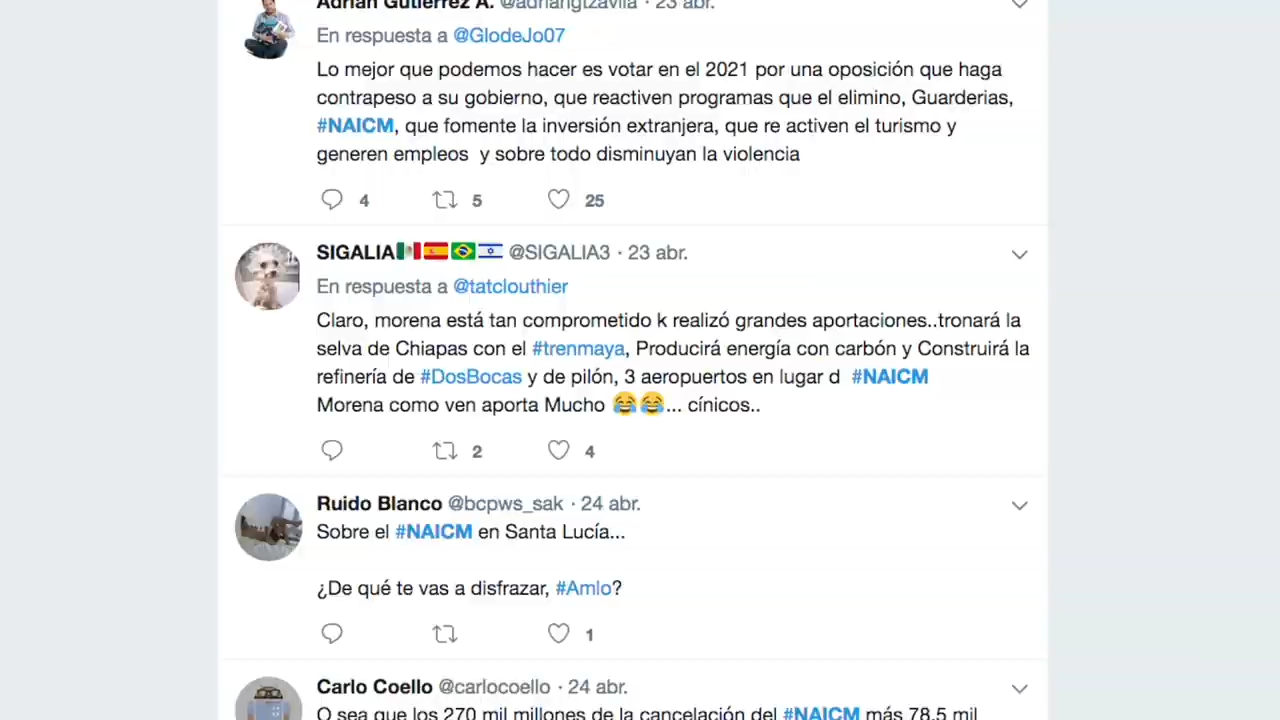 Adrián Gutiérrez A. @adriangtzavila · 23 abr.
En respuesta a @GlodeJo07
Lo mejor que podemos hacer es votar en el 2021 por una oposición que haga
contrapeso a su gobierno, que reactiven programas que el elimino, Guarderias,
#NAICM, que fomente la inversión extranjera, que re activen el turismo y
generen empleos  y sobre todo disminuyan la violencia
4 5 25
SIGALIA🇲🇽🇪🇸🇧🇷🇮🇱 @SIGALIA3 · 23 abr.
En respuesta a @tatclouthier
Claro, morena está tan comprometido k realizó grandes aportaciones..tronará la
selva de Chiapas con el #trenmaya, Producirá energía con carbón y Construirá la
refinería de #DosBocas y de pilón, 3 aeropuertos en lugar d  #NAICM
Morena como ven aporta Mucho 😂😂... cínicos..
2 4
Ruido Blanco @bcpws_sak · 24 abr.
Sobre el #NAICM en Santa Lucía...
¿De qué te vas a disfrazar, #Amlo?
1
Carlo Coello @carlocoello · 24 abr.
O sea que los 270 mil millones de la cancelación del #NAICM más 78.5 mil